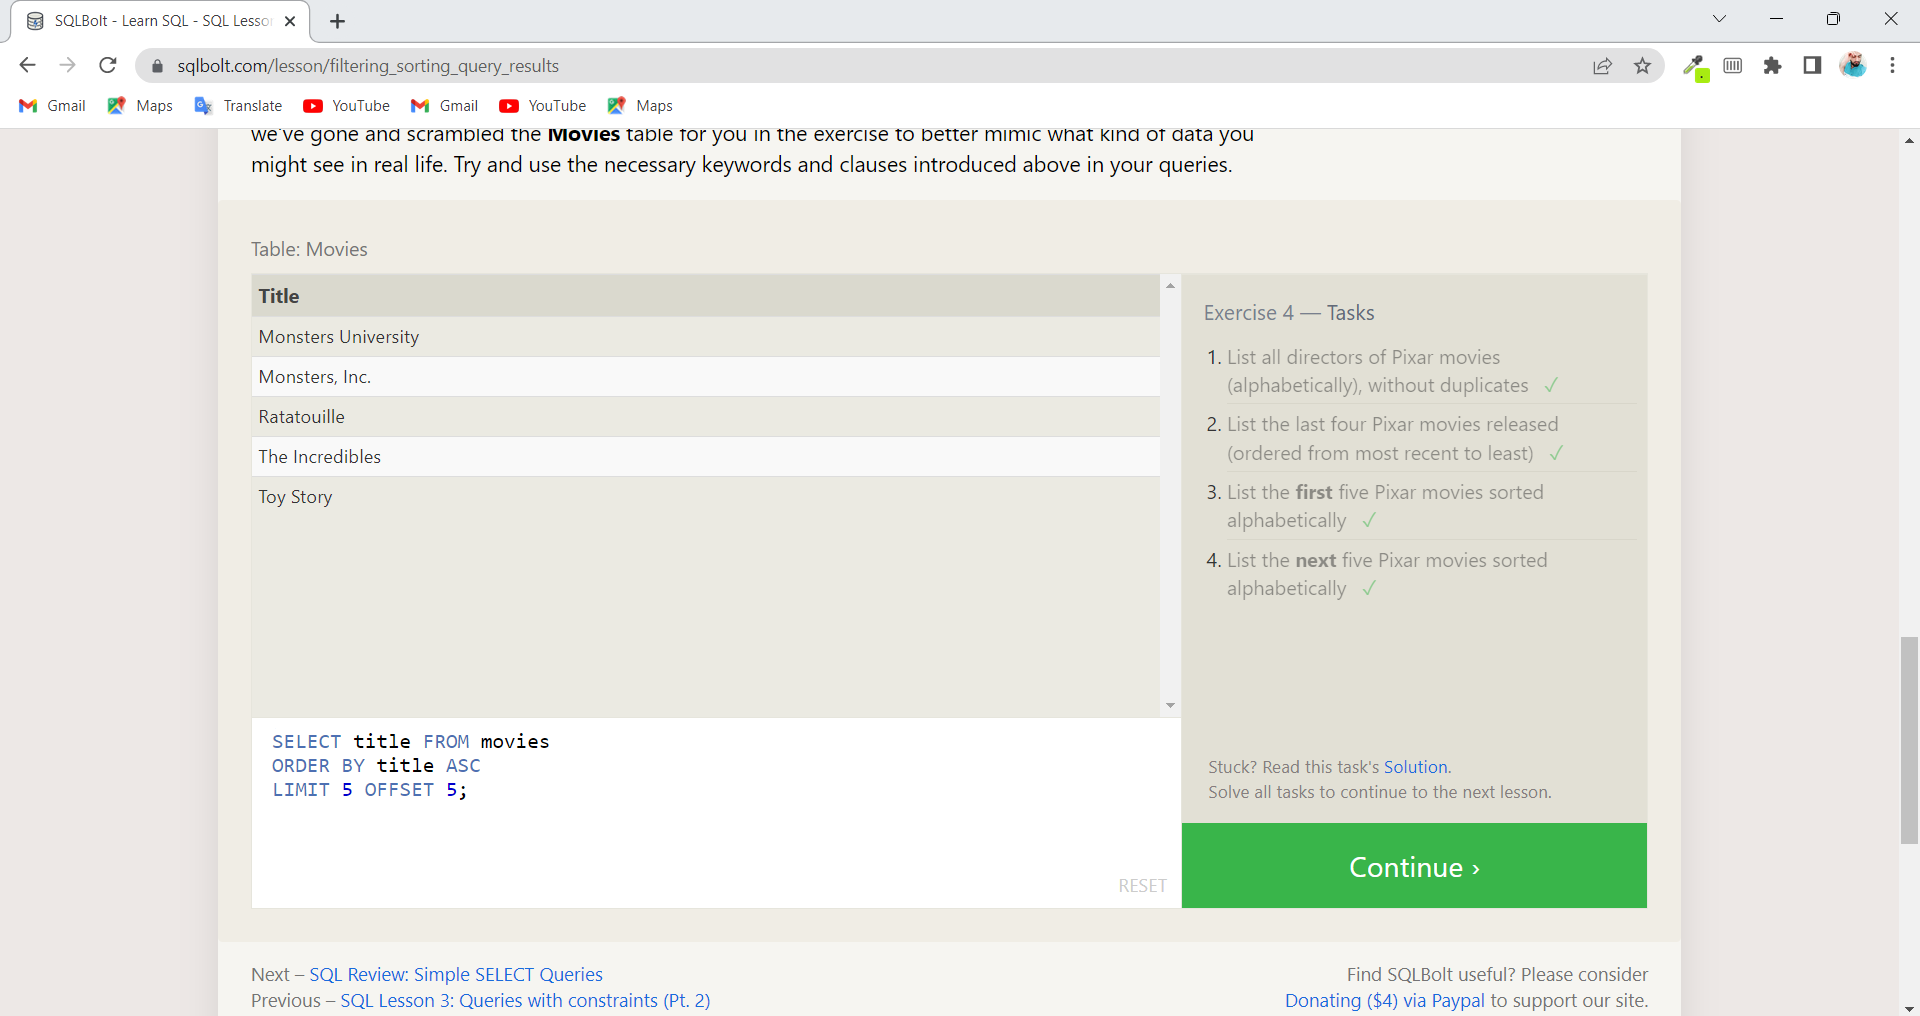 SQLBolt - Learn SQL - SQL Lesso
sqlbolt.com/lesson/filtering_sorting_query_results
Gmail Maps Translate YouTube Gmail YouTube Maps
we've gone and scrambled the Movies table for you in the exercise to better mimic what kind of data you
might see in real life. Try and use the necessary keywords and clauses introduced above in your queries.
Table: Movies
Title
Monsters University
Monsters, Inc.
Ratatouille
The Incredibles
Toy Story
SELECT title FROM movies
ORDER BY title ASC
LIMIT 5 OFFSET 5;
RESET
Exercise 4 — Tasks
1. List all directors of Pixar movies
(alphabetically), without duplicates ✓
2. List the last four Pixar movies released
(ordered from most recent to least) ✓
3. List the first five Pixar movies sorted
alphabetically ✓
4. List the next five Pixar movies sorted
alphabetically ✓
Stuck? Read this task's Solution.
Solve all tasks to continue to the next lesson.
Continue ›
Next – SQL Review: Simple SELECT Queries
Previous – SQL Lesson 3: Queries with constraints (Pt. 2)
Find SQLBolt useful? Please consider
Donating ($4) via Paypal to support our site.